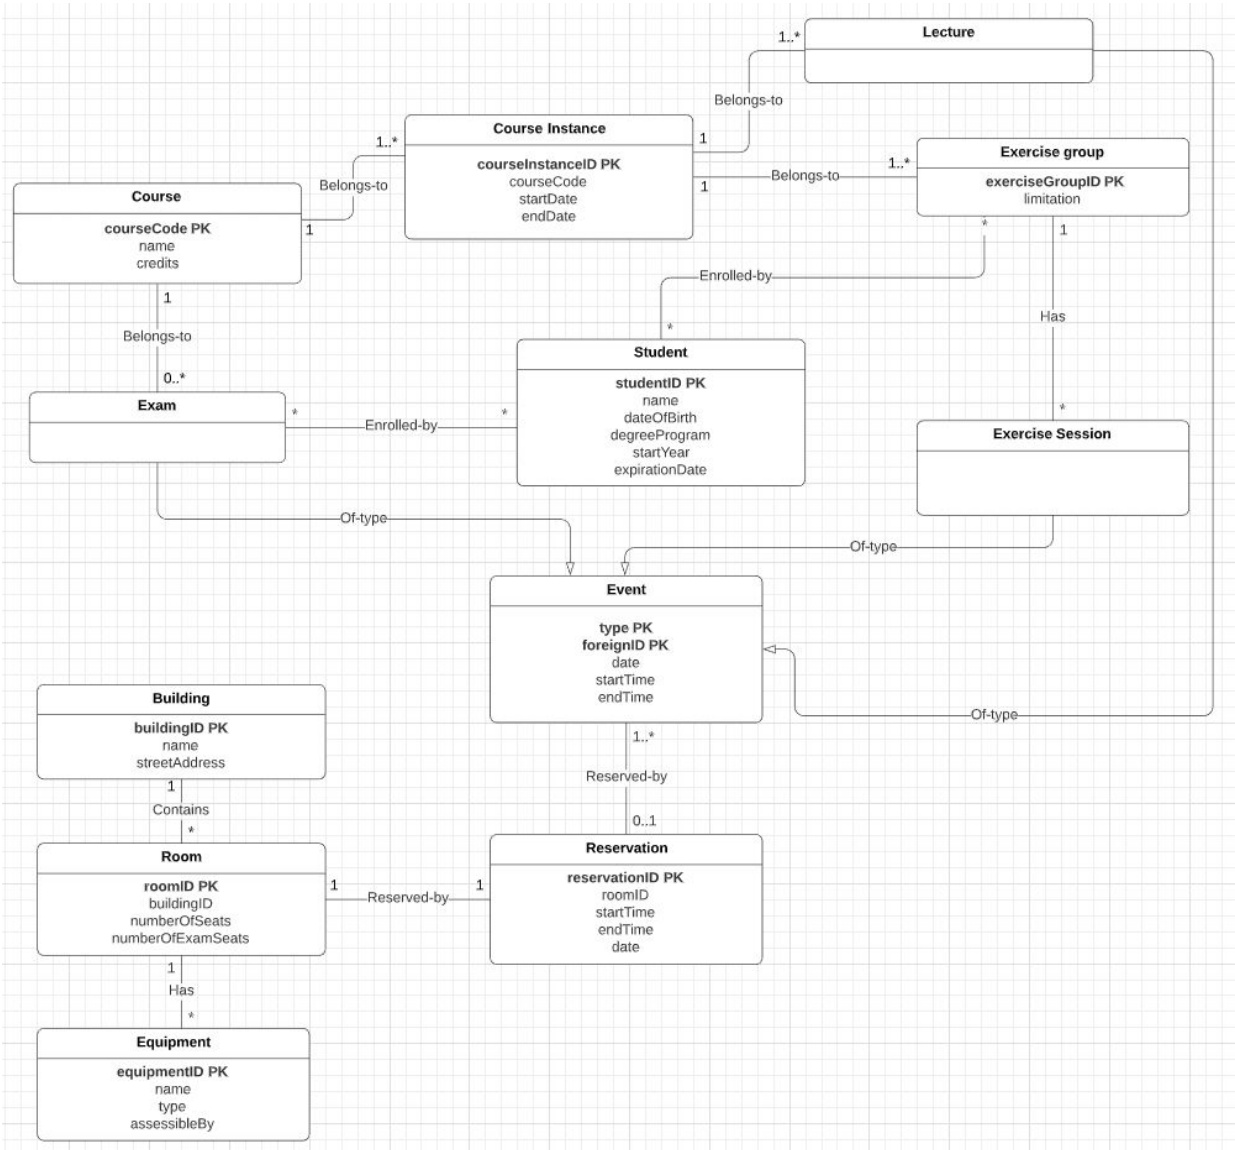 Lecture
1..*
Belongs-to
Course Instance
courseInstanceID PK
courseCode
startDate
endDate
1..*
1
1
Belongs-to
1..*
Exercise group
exerciseGroupID PK
limitation
Belongs-to
Course
courseCode PK
name
credits
1
1
Belongs-to
0..*
*
1
Enrolled-by
*
Has
*
Student
studentID PK
name
dateOfBirth
degreeProgram
startYear
expirationDate
Exam
*
Enrolled-by
*
Exercise Session
Of-type
Of-type
Event
type PK
foreignID PK
date
startTime
endTime
Of-type
1..*
Reserved-by
0..1
Building
buildingID PK
name
streetAddress
1
Contains
*
Room
roomID PK
buildingID
numberOfSeats
numberOfExamSeats
1
Reserved-by
1
Reservation
reservationID PK
roomID
startTime
endTime
date
1
Has
*
Equipment
equipmentID PK
name
type
assessibleBy